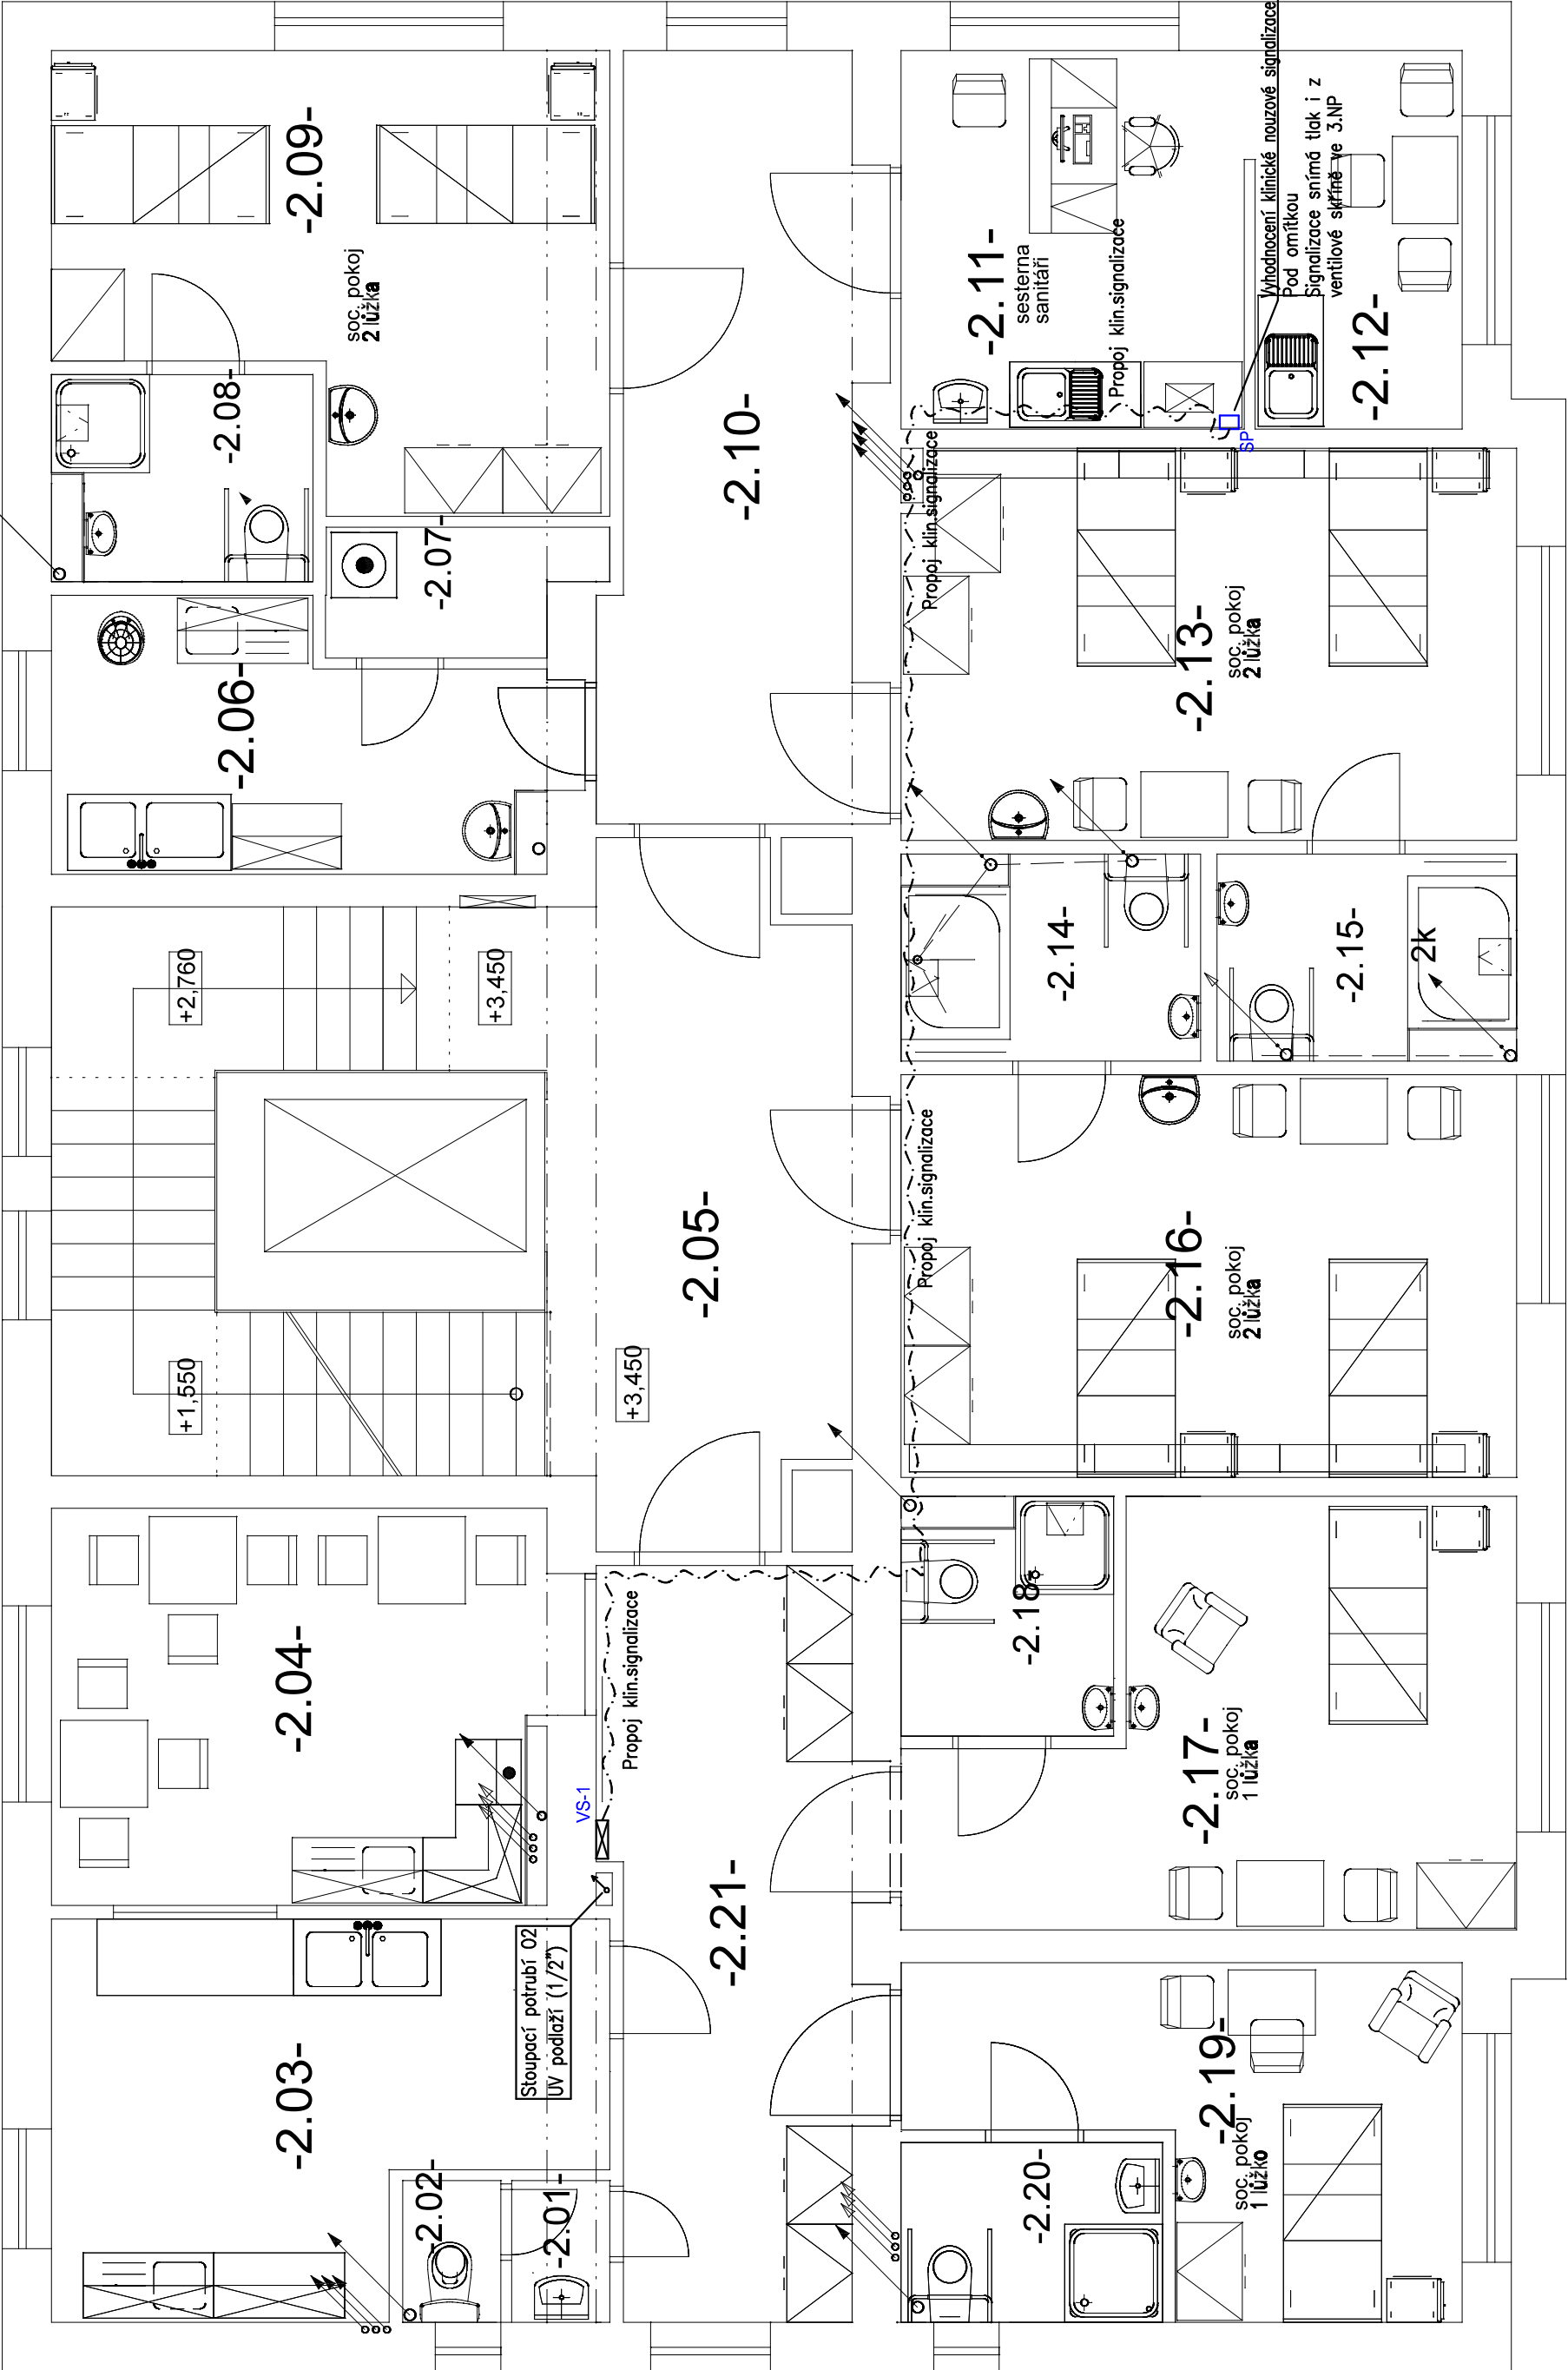 -2.09-
soc. pokoj
2 lůžka
-2.08-
-2.07-
-2.06-
-2.10-
-2.11-
sesterna
sanitáři
Propoj klin.signalizace
Vyhodnocení klinické nouzové signalizace
Pod omítkou
Signalizace snímá tlak i z
ventilové skříně ve 3.NP
-2.12-
SP
Propoj klin.signalizace
-2.13-
soc. pokoj
2 lůžka
+2,760
+3,450
-2.14-
-2.15-
2k
-2.05-
+1,550
+3,450
Propoj klin.signalizace
-2.16-
soc. pokoj
2 lůžka
-2.04-
Propoj klin.signalizace
VS-1
-2.18-
-2.17-
soc. pokoj
1 lůžka
-2.21-
Stoupací potrubí O2
UV podlaží (1/2")
-2.03-
-2.02-
-2.01-
-2.20-
-2.19-
soc. pokoj
1 lůžko